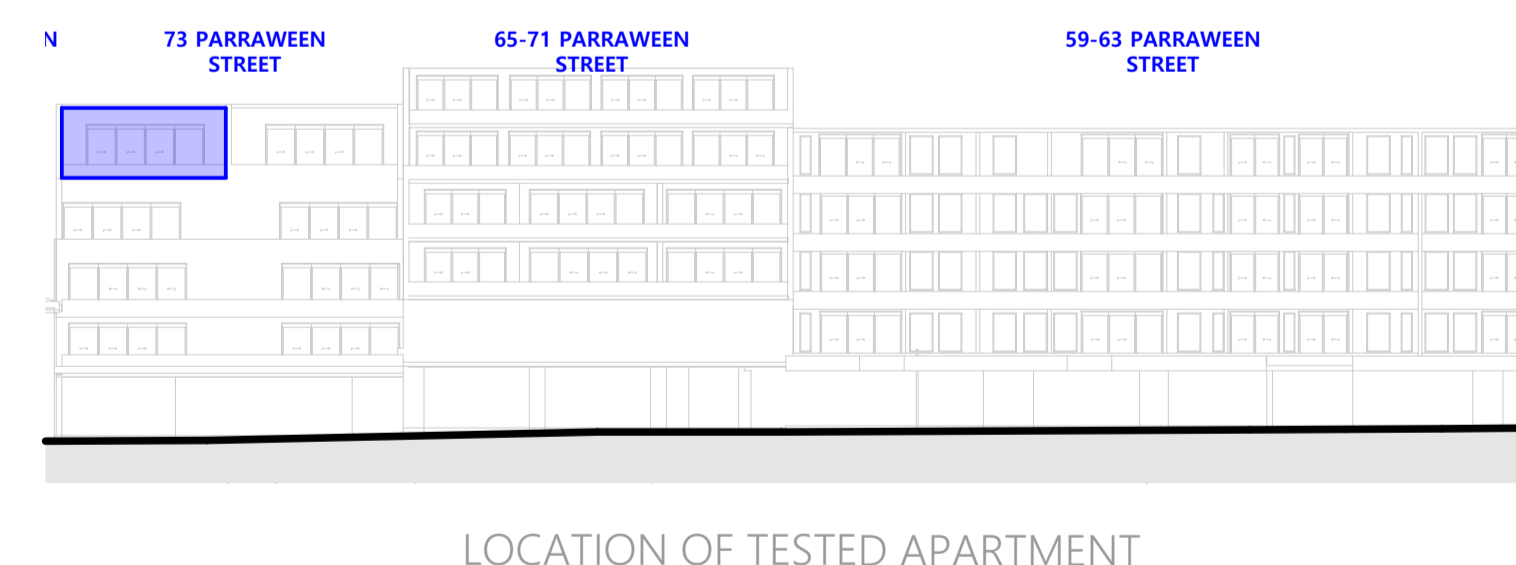 N
73 PARRAWEEN
STREET
65-71 PARRAWEEN
STREET
59-63 PARRAWEEN
STREET
LOCATION OF TESTED APARTMENT